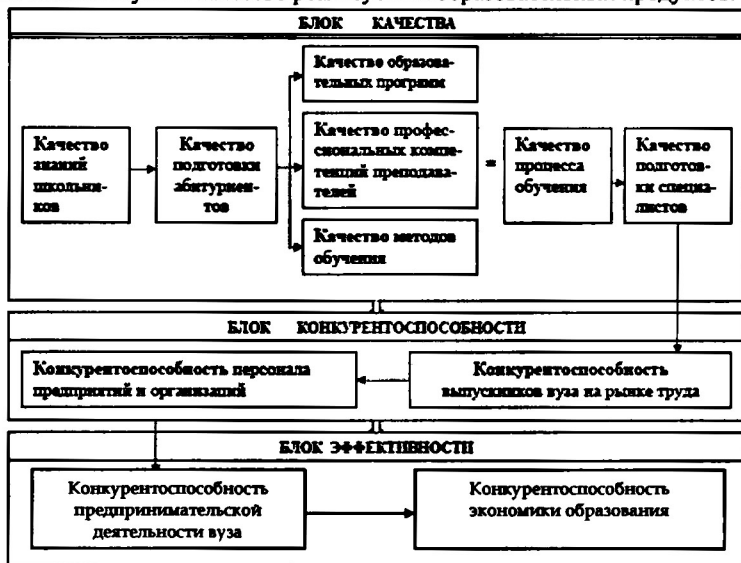 БЛОК КАЧЕСТВА
Качество образова-
тельных программ
Качество
знаний
школьни-
ков
Качество
подготовки
абитуриен-
тов
Качество профес-
сиональных компе-
тенций преподава-
телей
=
Качество
процесса
обучения
Качество
подготов-
ки специа-
листов
Качество методов
обучения
БЛОК КОНКУРЕНТОСПОСОБНОСТИ
Конкурентоспособность персонала
предприятий и организаций
Конкурентоспособность
выпускников вуза на рынке труда
БЛОК ЭФФЕКТИВНОСТИ
Конкурентоспособность
предпринимательской
деятельности вуза
Конкурентоспособность
экономики образования